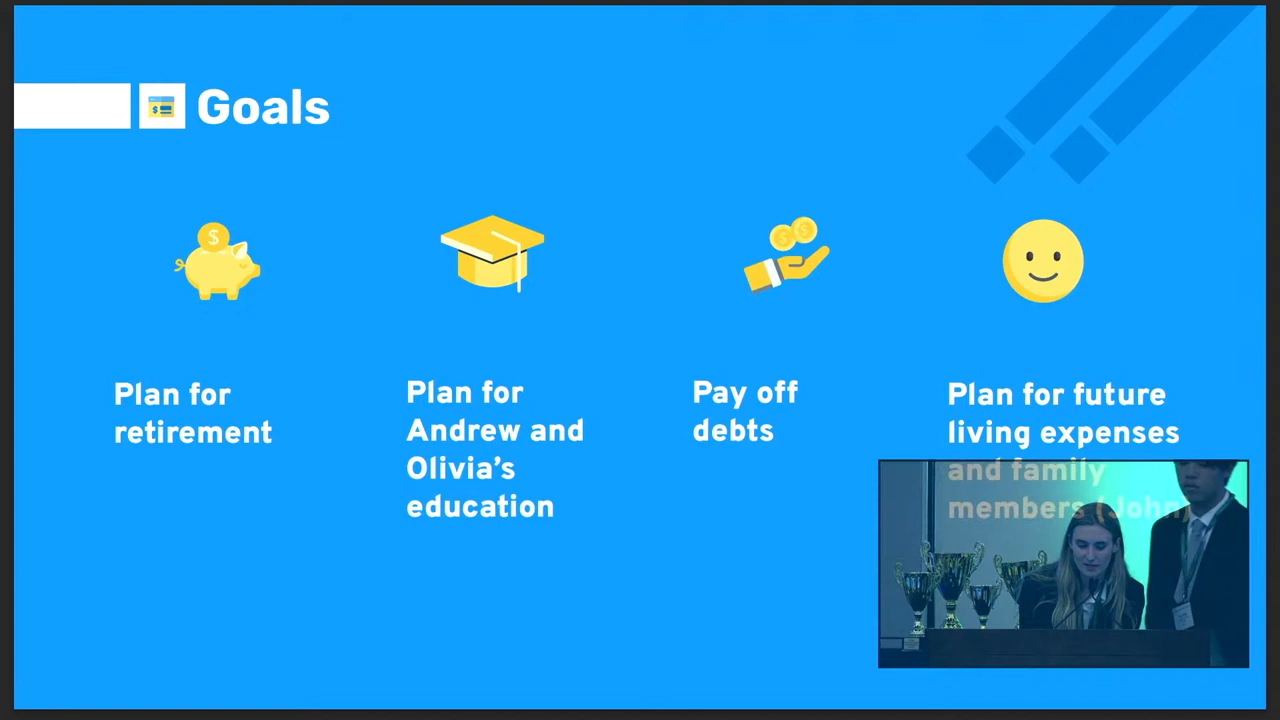 Goals
Plan for
retirement
Plan for
Andrew and
Olivia’s
education
Pay off
debts
Plan for future
living expenses
and family
members (John)